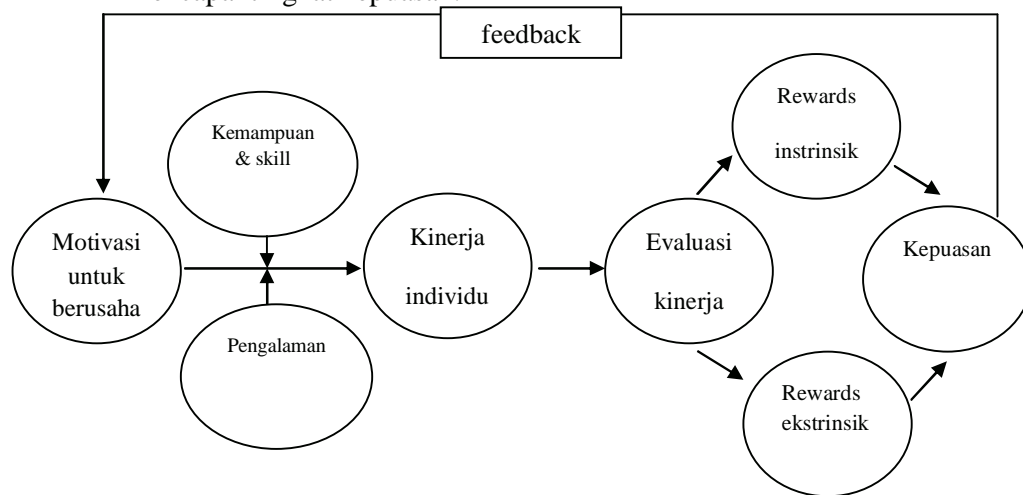 feedback
Rewards
instrinsik
Kemampuan
& skill
Motivasi
untuk
berusaha
Kinerja
individu
Evaluasi
kinerja
Kepuasan
Pengalaman
Rewards
ekstrinsik